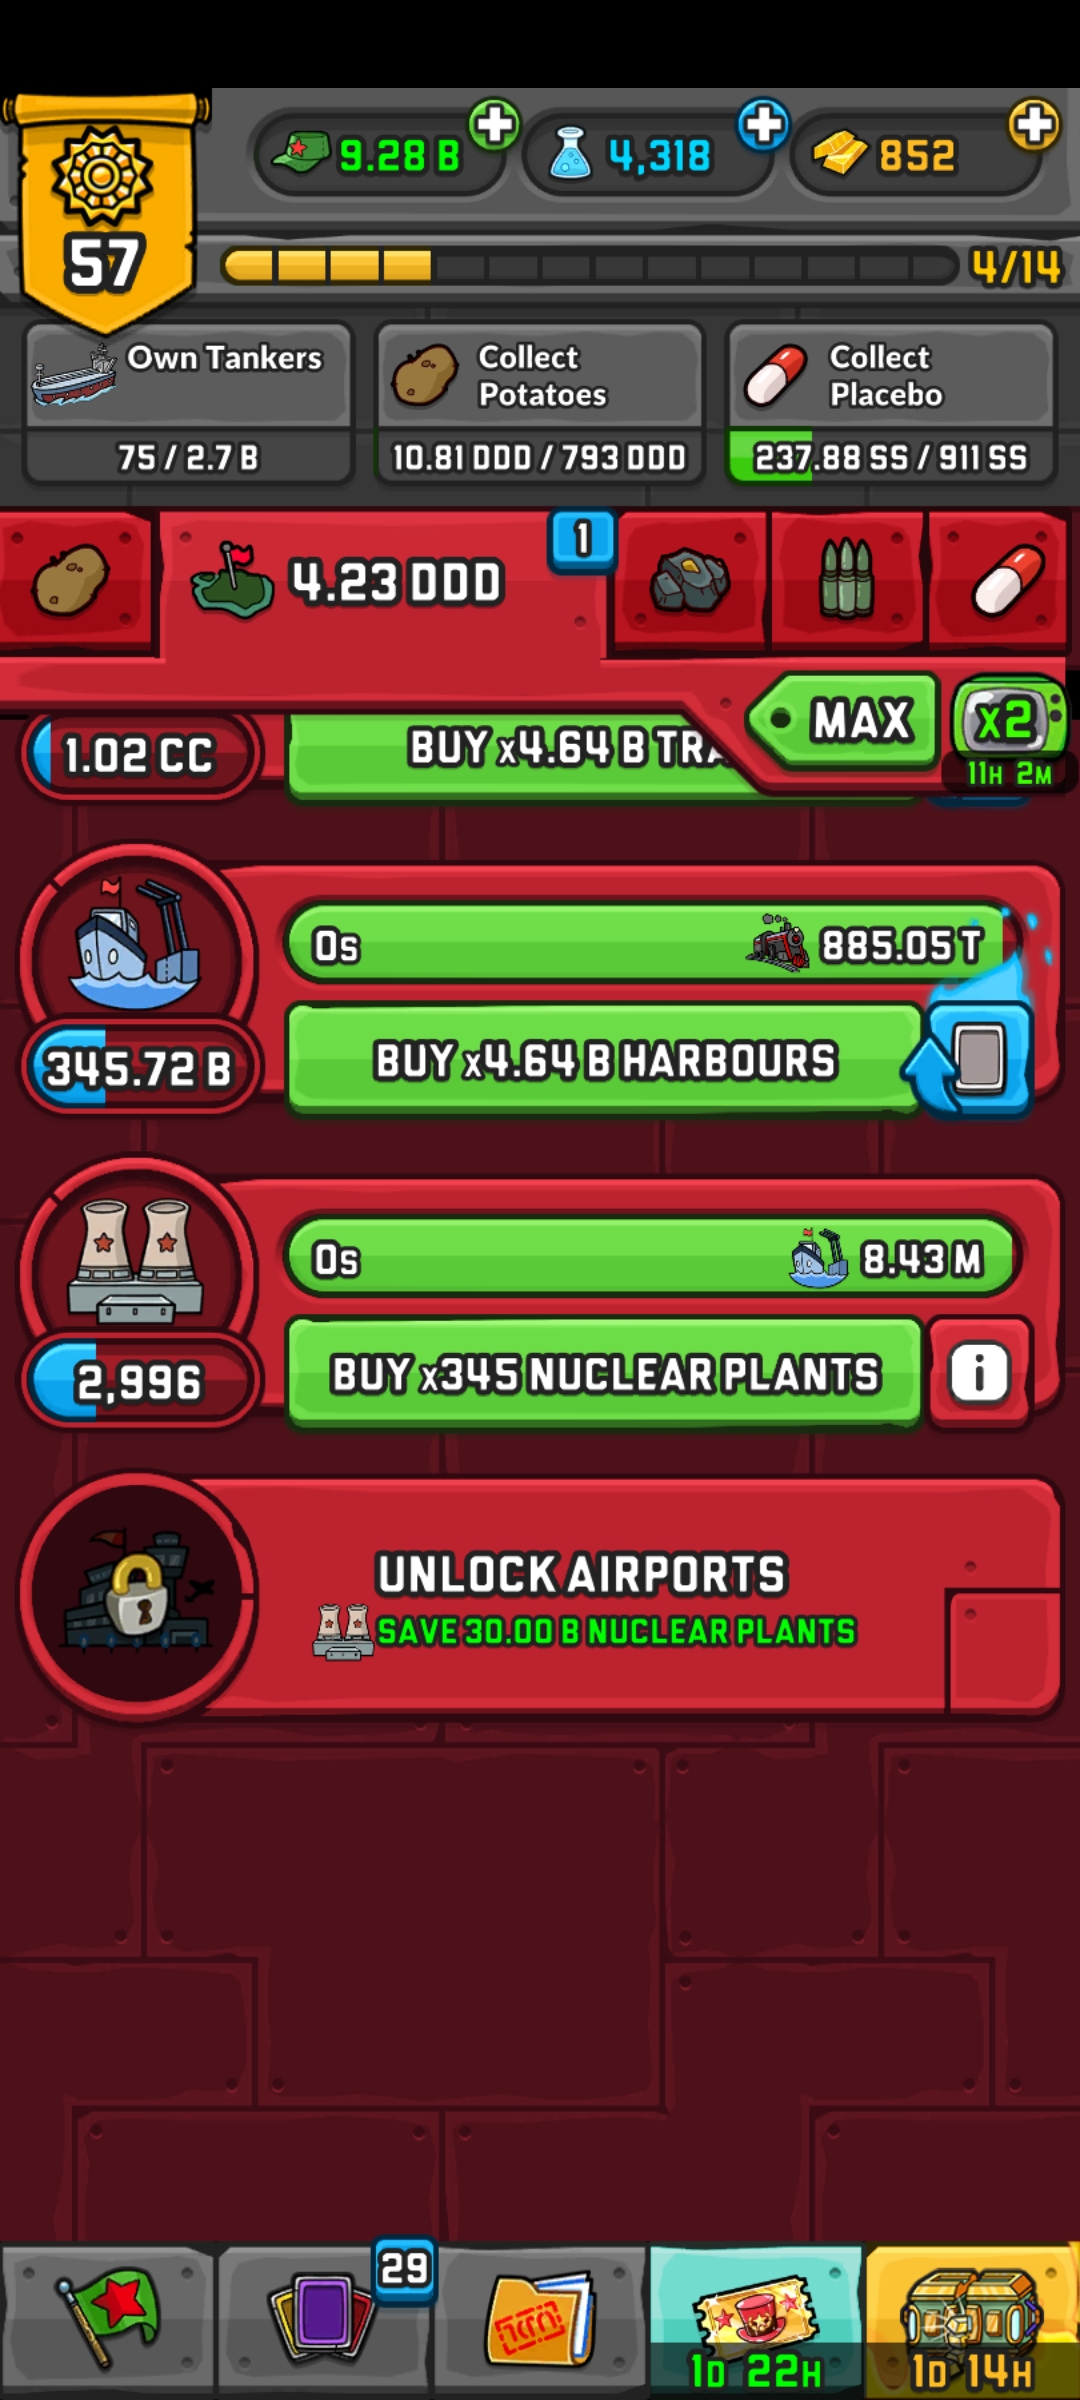 9.28 B
4,318
852
57
4/14
Own Tankers
75 / 2.7 B
Collect
Potatoes
10.81 DDD / 793 DDD
Collect
Placebo
237.88 SS / 911 SS
4.23 DDD
1
MAX
x2
11H 2M
1.02 CC
BUY x4.64 B TRA
0s
885.05 T
345.72 B
BUY x4.64 B HARBOURS
0s
8.43 M
2,996
BUY x345 NUCLEAR PLANTS
i
UNLOCK AIRPORTS
SAVE 30.00 B NUCLEAR PLANTS
29
1D 22H
1D 14H